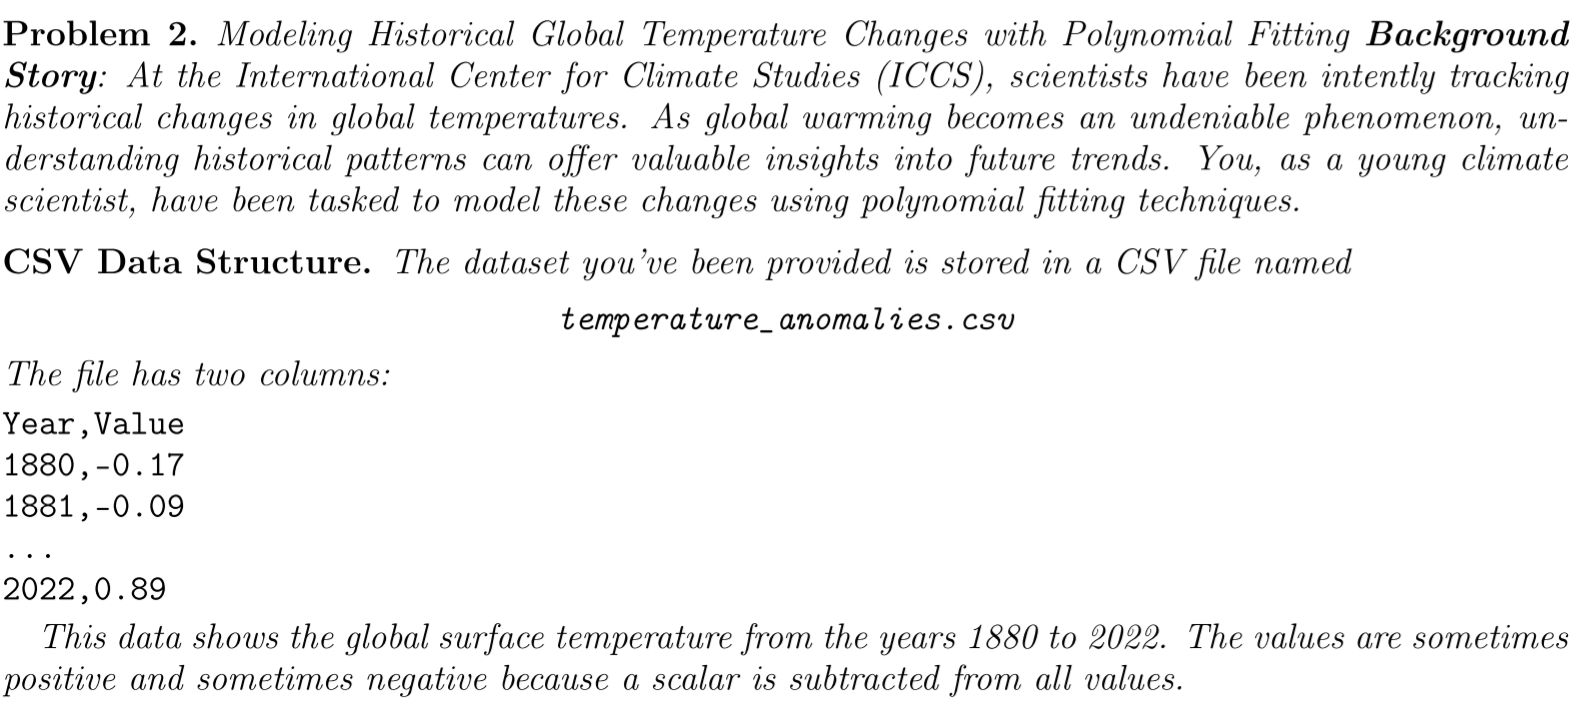 Problem 2. Modeling Historical Global Temperature Changes with Polynomial Fitting Background
Story: At the International Center for Climate Studies (ICCS), scientists have been intently tracking
historical changes in global temperatures. As global warming becomes an undeniable phenomenon, un-
derstanding historical patterns can offer valuable insights into future trends. You, as a young climate
scientist, have been tasked to model these changes using polynomial fitting techniques.
CSV Data Structure. The dataset you've been provided is stored in a CSV file named
temperature_anomalies.csv
The file has two columns:
Year,Value
1880,-0.17
1881,-0.09
...
2022,0.89
This data shows the global surface temperature from the years 1880 to 2022. The values are sometimes
positive and sometimes negative because a scalar is subtracted from all values.